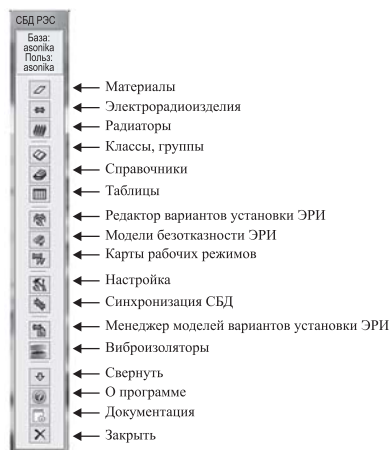 СБД РЭС
База:
asonika
Польз:
asonika
Материалы
Электрорадиоизделия
Радиаторы
Классы, группы
Справочники
Таблицы
Редактор вариантов установки ЭРИ
Модели безотказности ЭРИ
Карты рабочих режимов
Настройка
Синхронизация СБД
Менеджер моделей вариантов установки ЭРИ
Виброизоляторы
Свернуть
О программе
Документация
Закрыть